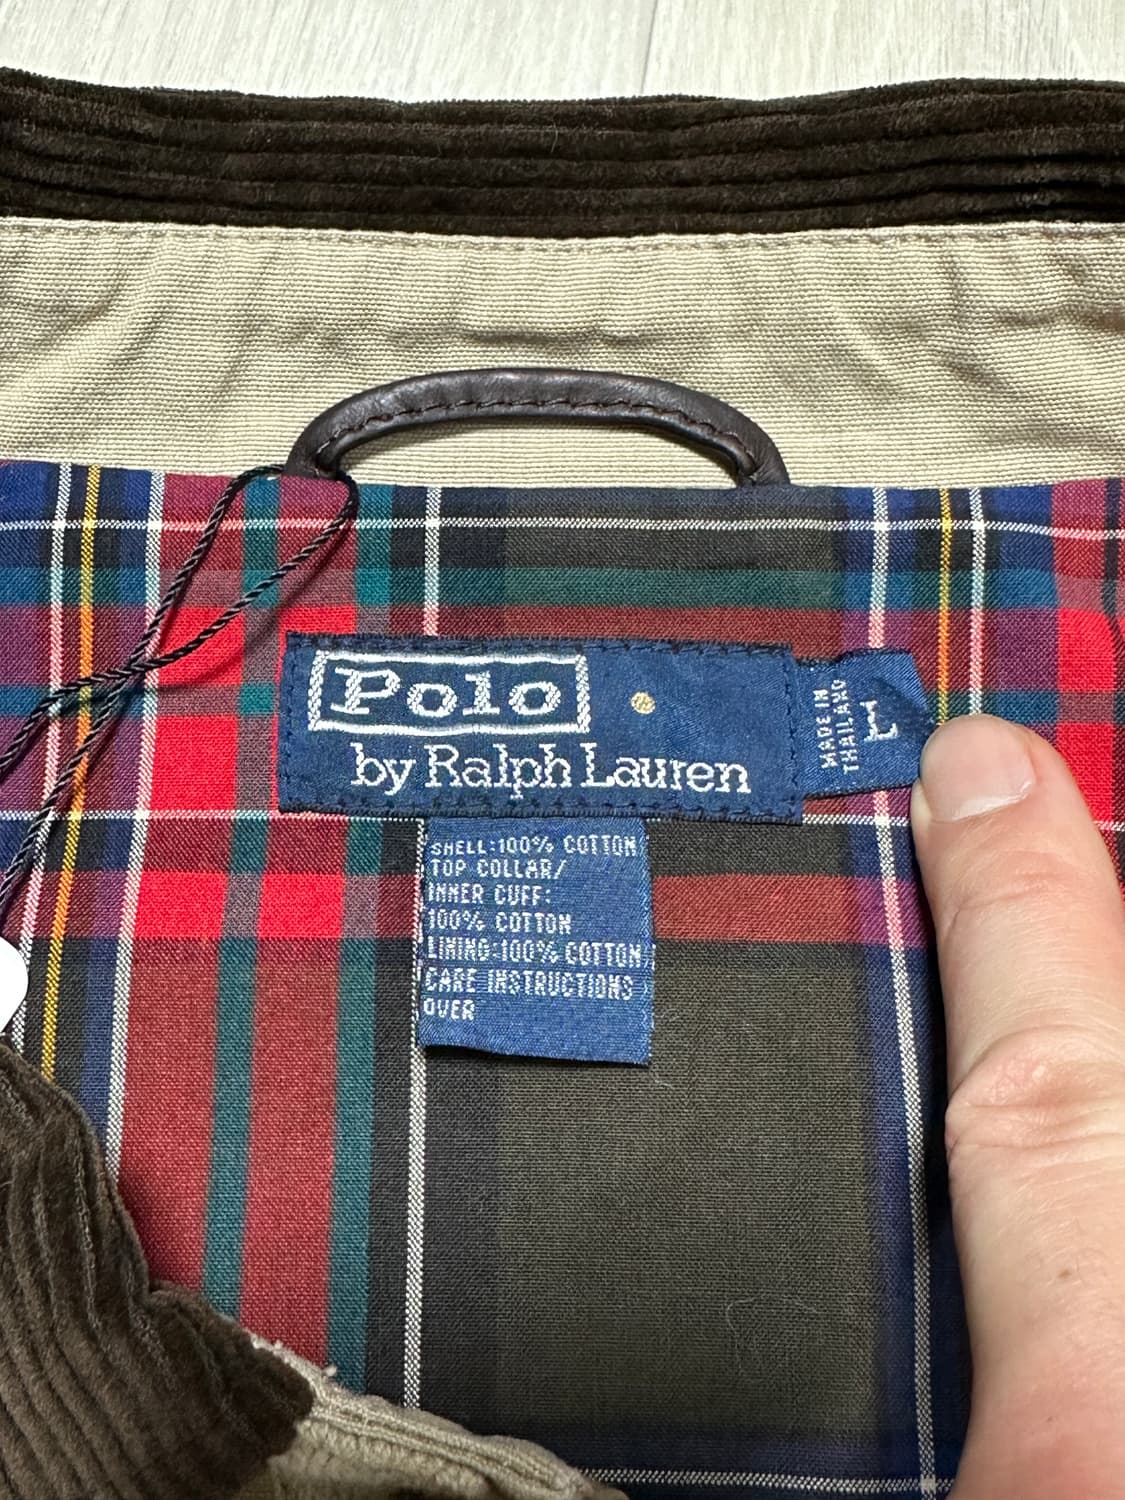 Polo
by Ralph Lauren
MADE IN
THAILAND
L
SHELL:100% COTTON
TOP COLLAR/
INNER CUFF:
100% COTTON
LINING:100% COTTON
CARE INSTRUCTIONS
OVER